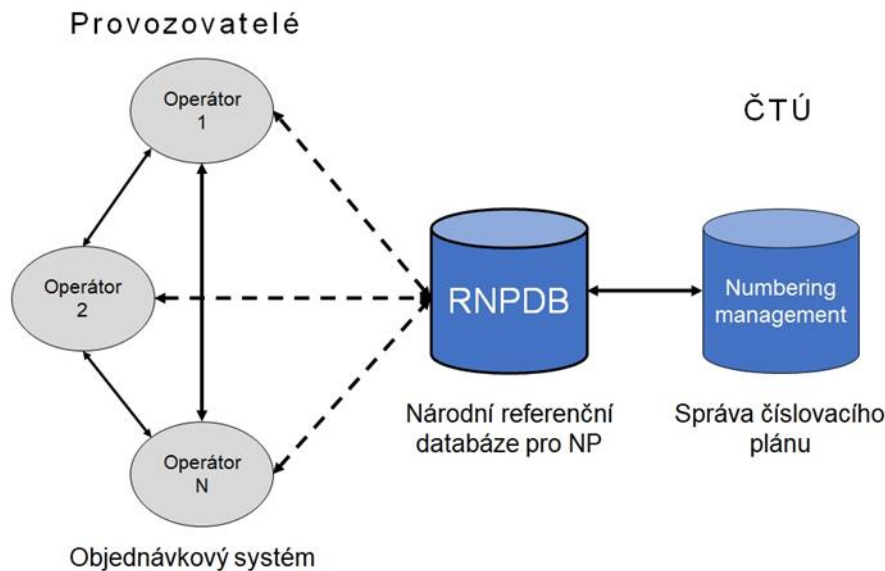 Provozovatelé
Operátor
1
ČTÚ
Operátor
2
RNPDB
Numbering
management
Národní referenční
databáze pro NP
Správa číslovacího
plánu
Operátor
N
Objednávkový systém